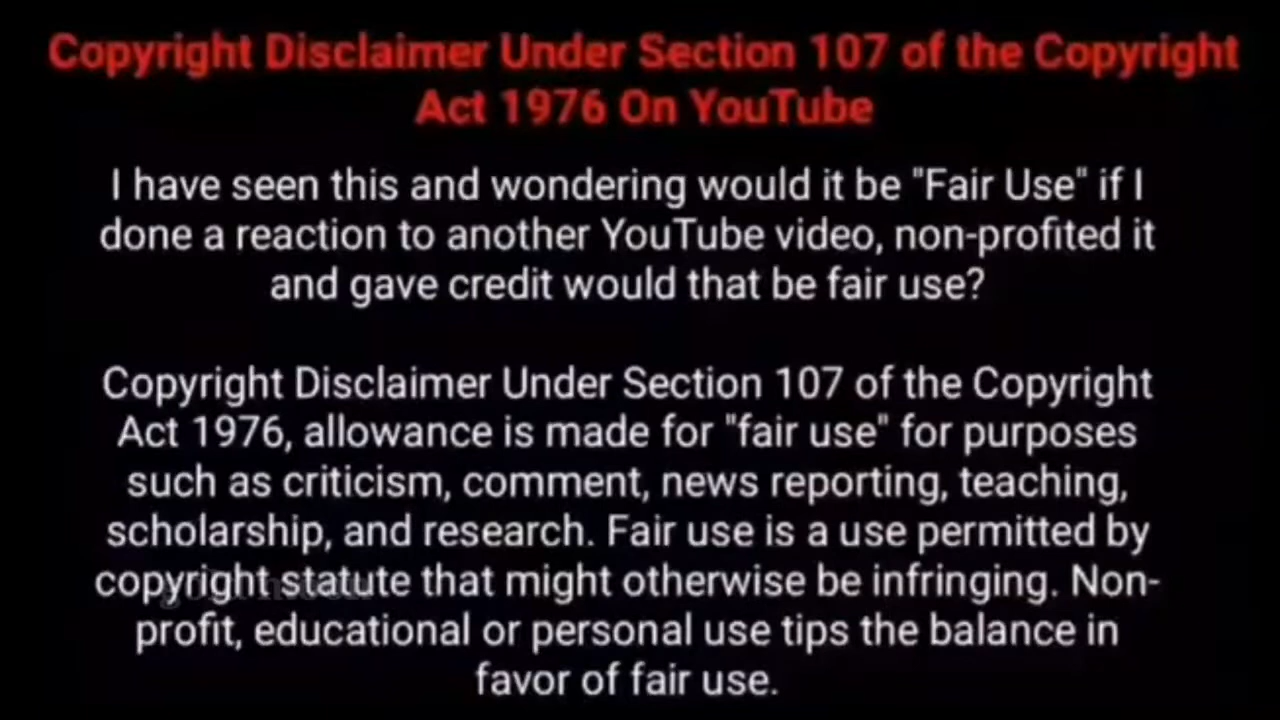 Copyright Disclaimer Under Section 107 of the Copyright
Act 1976 On YouTube
I have seen this and wondering would it be "Fair Use" if I
done a reaction to another YouTube video, non-profited it
and gave credit would that be fair use?
Copyright Disclaimer Under Section 107 of the Copyright
Act 1976, allowance is made for "fair use" for purposes
such as criticism, comment, news reporting, teaching,
scholarship, and research. Fair use is a use permitted by
copyright statute that might otherwise be infringing. Non-
profit, educational or personal use tips the balance in
favor of fair use.